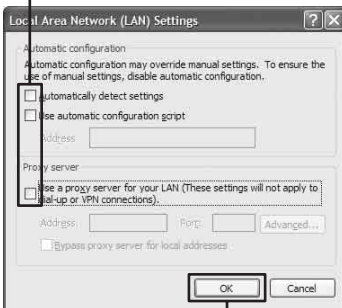 Local Area Network (LAN) Settings
Automatic configuration
Automatic configuration may override manual settings. To ensure the
use of manual settings, disable automatic configuration.
Automatically detect settings
Use automatic configuration script
Address
Proxy server
Use a proxy server for your LAN (These settings will not apply to
dial-up or VPN connections).
Address: Port: Advanced...
Bypass proxy server for local addresses
OK Cancel